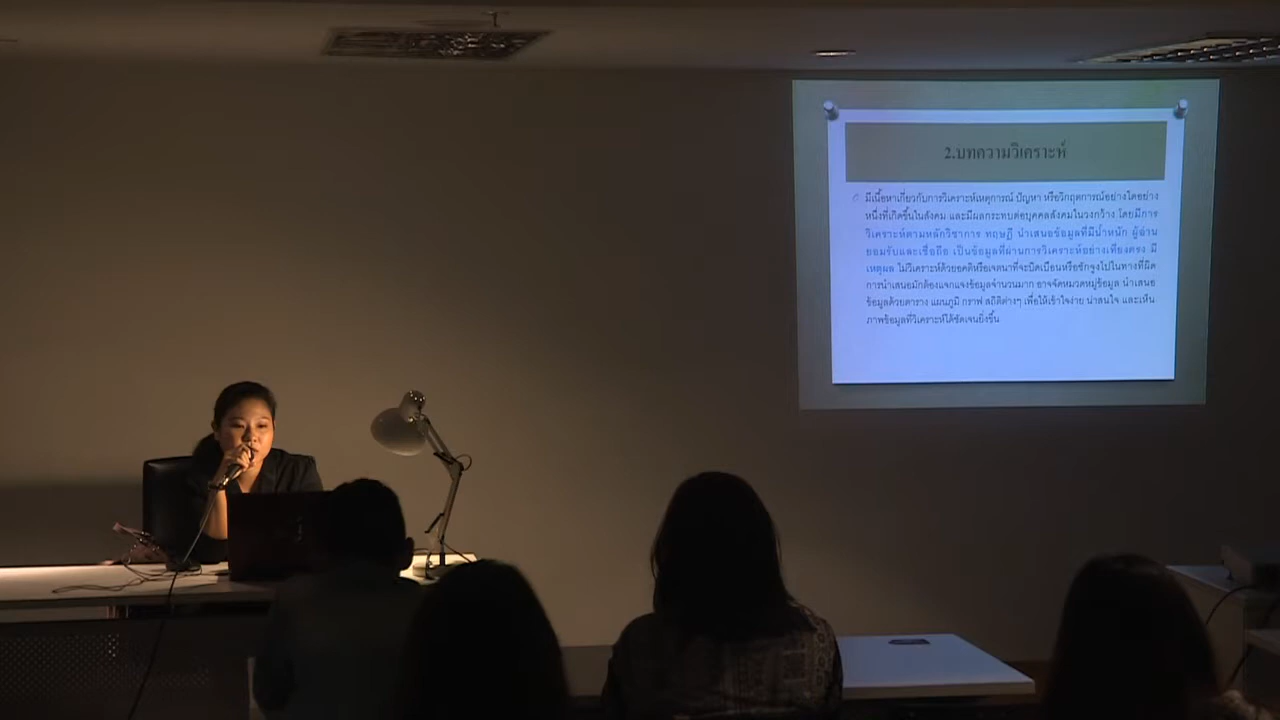 2.บทความวิเคราะห์
มีเนื้อหาเกี่ยวกับการวิเคราะห์เหตุการณ์ ปัญหา หรือวิกฤตการณ์อย่างใดอย่าง
หนึ่งที่เกิดขึ้นในสังคม และมีผลกระทบต่อบุคคลสังคมในวงกว้าง โดยมีการ
วิเคราะห์ตามหลักวิชาการ ทฤษฎี นำเสนอข้อมูลที่มีน้ำหนัก ผู้อ่าน
ยอมรับและเชื่อถือ เป็นข้อมูลที่ผ่านการวิเคราะห์อย่างเที่ยงตรง มี
เหตุผล ไม่วิเคราะห์ด้วยอคติหรือเจตนาที่จะบิดเบือนหรือชักจูงไปในทางที่ผิด
การนำเสนอมักต้องแจกแจงข้อมูลจำนวนมาก อาจจัดหมวดหมู่ข้อมูล นำเสนอ
ข้อมูลด้วยตาราง แผนภูมิ กราฟ สถิติต่างๆ เพื่อให้เข้าใจง่าย น่าสนใจ และเห็น
ภาพข้อมูลที่วิเคราะห์ได้ชัดเจนยิ่งขึ้น